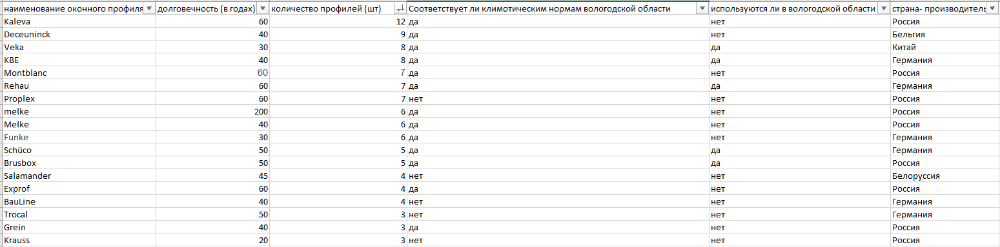 наименование оконного профиля долговечность (в годах) количество профилей (шт) Соответствует ли климотическим нормам вологодской области используются ли в вологодской области страна- производитель
Kaleva 60 12 да нет Россия
Deceuninck 40 9 да нет Бельгия
Veka 30 8 да да Китай
KBE 40 8 да да Германия
Montblanc 60 7 да нет Россия
Rehau 60 7 да да Германия
Proplex 60 7 нет нет Россия
melke 200 6 да нет Россия
Melke 40 6 да нет Россия
Funke 30 6 да нет Германия
Schüco 50 5 да да Германия
Brusbox 50 5 да да Россия
Salamander 45 4 нет нет Белоруссия
Exprof 60 4 да нет Россия
BauLine 40 4 нет нет Германия
Trocal 50 3 нет нет Германия
Grein 40 3 да нет Россия
Krauss 20 3 нет нет Россия